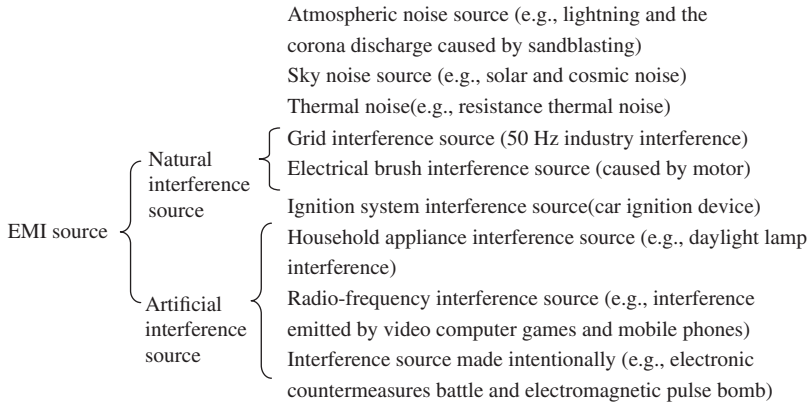 Atmospheric noise source (e.g., lightning and the
corona discharge caused by sandblasting)
Sky noise source (e.g., solar and cosmic noise)
Thermal noise(e.g., resistance thermal noise)
Grid interference source (50 Hz industry interference)
Electrical brush interference source (caused by motor)
Natural
interference
source
Ignition system interference source(car ignition device)
EMI source
Household appliance interference source (e.g., daylight lamp
interference)
Artificial
interference
source
Radio-frequency interference source (e.g., interference
emitted by video computer games and mobile phones)
Interference source made intentionally (e.g., electronic
countermeasures battle and electromagnetic pulse bomb)